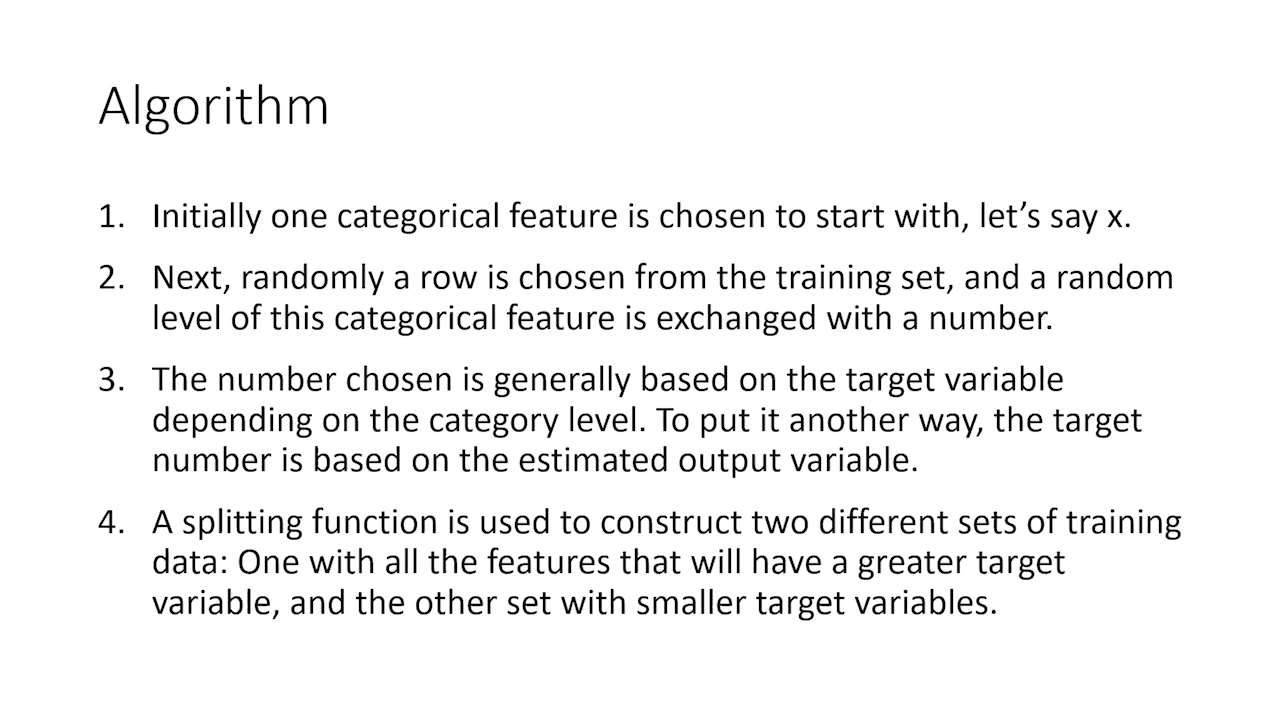 Algorithm
1. Initially one categorical feature is chosen to start with, let’s say x.
2. Next, randomly a row is chosen from the training set, and a random
level of this categorical feature is exchanged with a number.
3. The number chosen is generally based on the target variable
depending on the category level. To put it another way, the target
number is based on the estimated output variable.
4. A splitting function is used to construct two different sets of training
data: One with all the features that will have a greater target
variable, and the other set with smaller target variables.